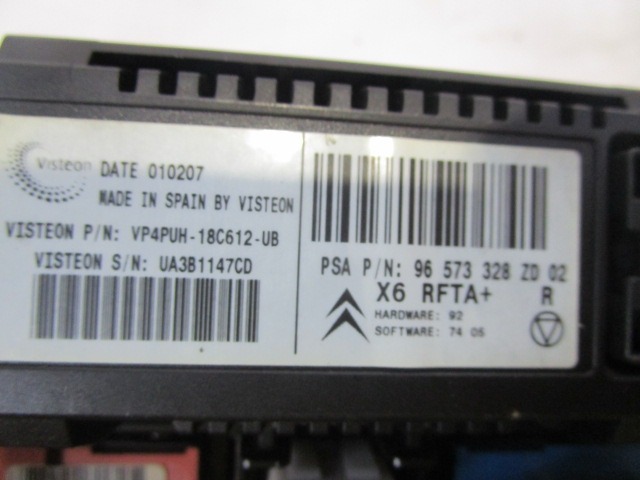 Visteon
DATE 010207
MADE IN SPAIN BY VISTEON
VISTEON P/N: VP4PUH-18C612-UB
VISTEON S/N: UA3B1147CD
PSA P/N: 96 573 328 ZD 02
X6 RFTA+ R
HARDWARE: 92
SOFTWARE: 74 05